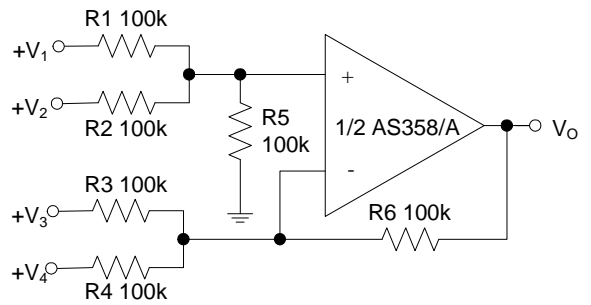 R1 100k
+V1
+V2
R2 100k
R5
100k
+
1/2 AS358/A
-
VO
R3 100k
+V3
R6 100k
+V4
R4 100k